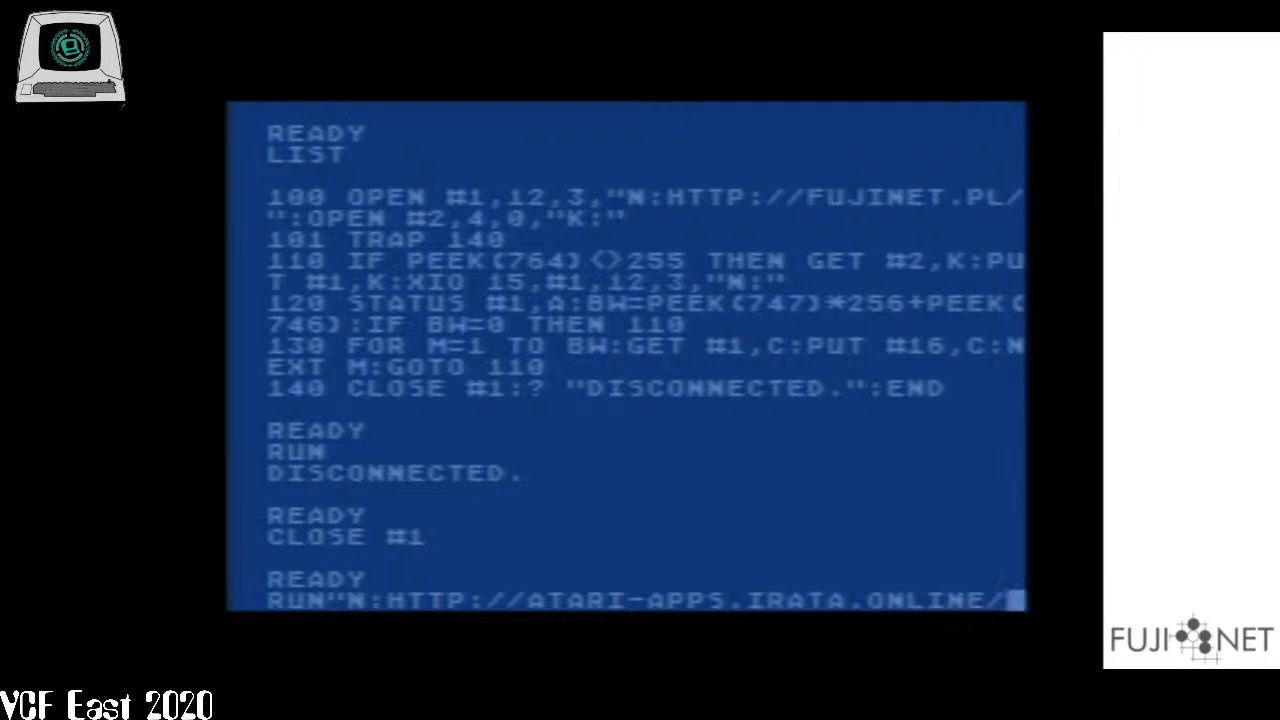 READY
LIST
100 OPEN #1,12,3,"N:HTTP://FUJINET.PL/
":OPEN #2,4,0,"K:"
101 TRAP 140
110 IF PEEK(764)<>255 THEN GET #2,K:PU
T #1,K:XIO 15,#1,12,3,"N:"
120 STATUS #1,A:BW=PEEK(747)*256+PEEK(
746):IF BW=0 THEN 110
130 FOR M=1 TO BW:GET #1,C:PUT #16,C:N
EXT M:GOTO 110
140 CLOSE #1:? "DISCONNECTED.":END
READY
RUN
DISCONNECTED.
READY
CLOSE #1
READY
RUN"N:HTTP://ATARI-APPS.IRATA.ONLINE/
FUJINET
VCF East 2020